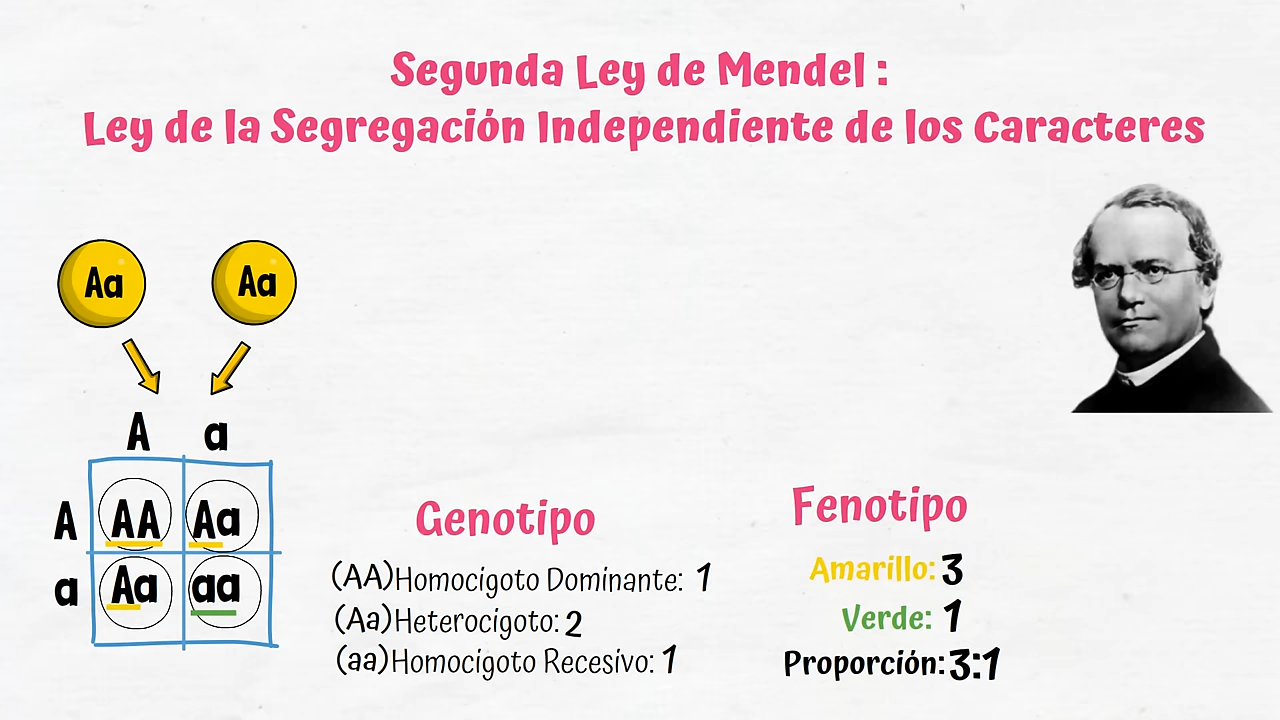 Segunda Ley de Mendel :
Ley de la Segregación Independiente de los Caracteres
Aa Aa
A a
A AA Aa
a Aa aa
Genotipo
(AA)Homocigoto Dominante: 1
(Aa)Heterocigoto: 2
(aa)Homocigoto Recesivo: 1
Fenotipo
Amarillo: 3
Verde: 1
Proporción: 3:1